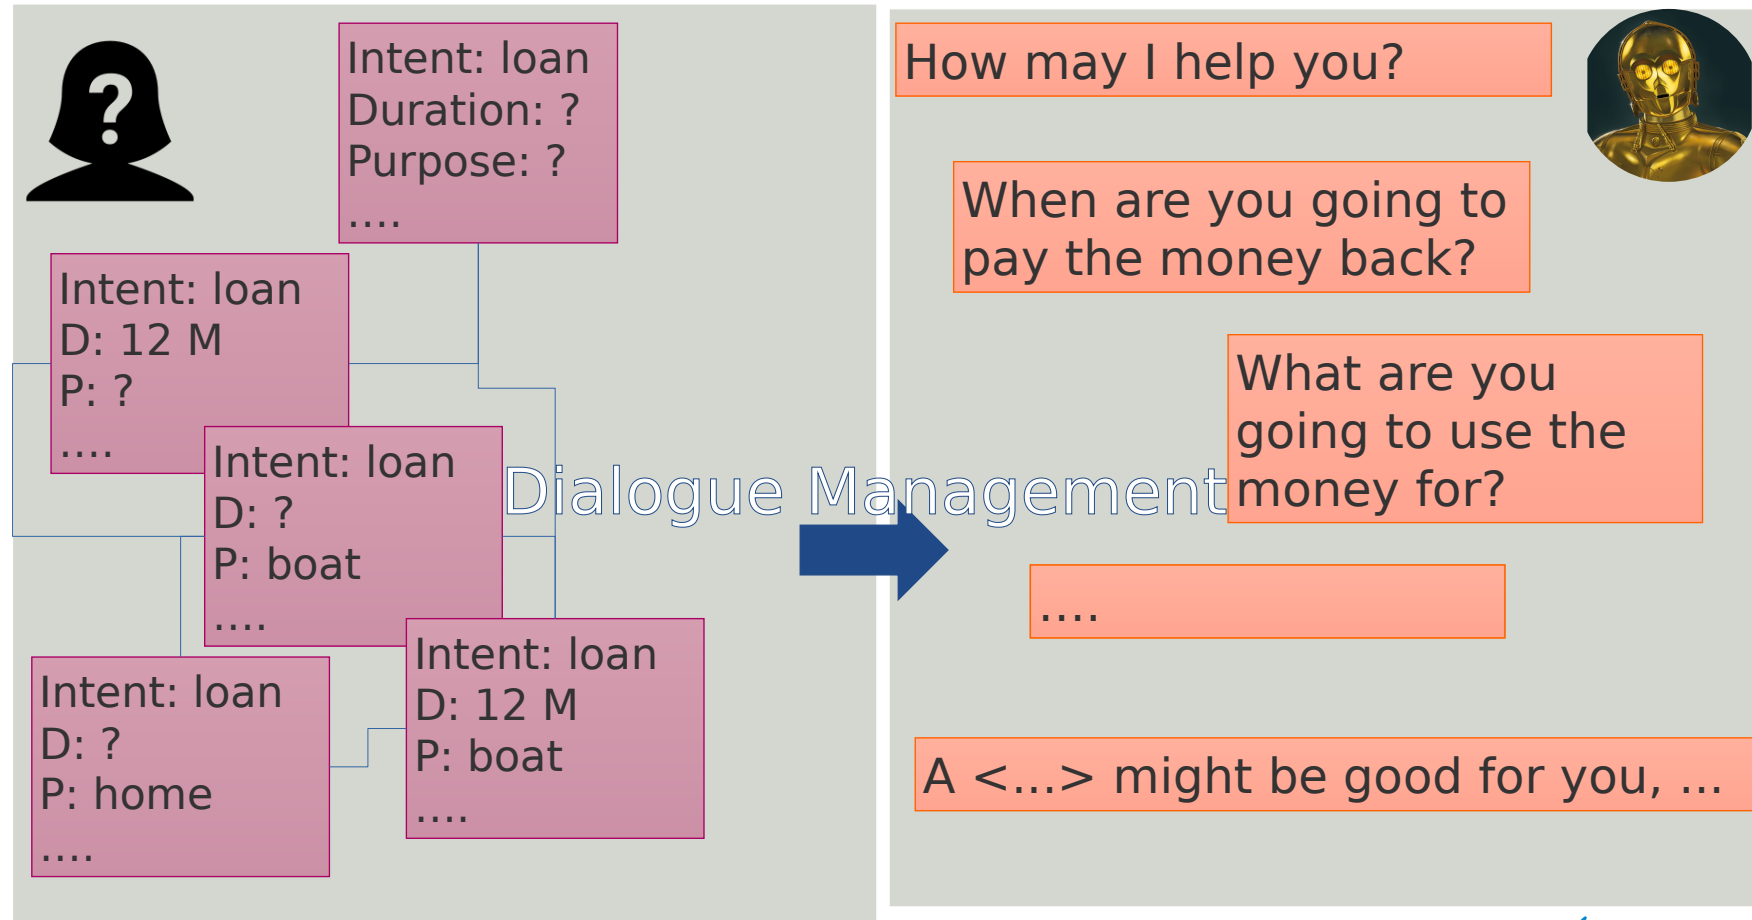 ?
Intent: loan
Duration: ?
Purpose: ?
....
Intent: loan
D: 12 M
P: ?
....
Intent: loan
D: ?
P: boat
....
Intent: loan
D: 12 M
P: boat
....
Intent: loan
D: ?
P: home
....
Dialogue Management
How may I help you?
When are you going to
pay the money back?
What are you
going to use the
money for?
....
A <...> might be good for you, ...